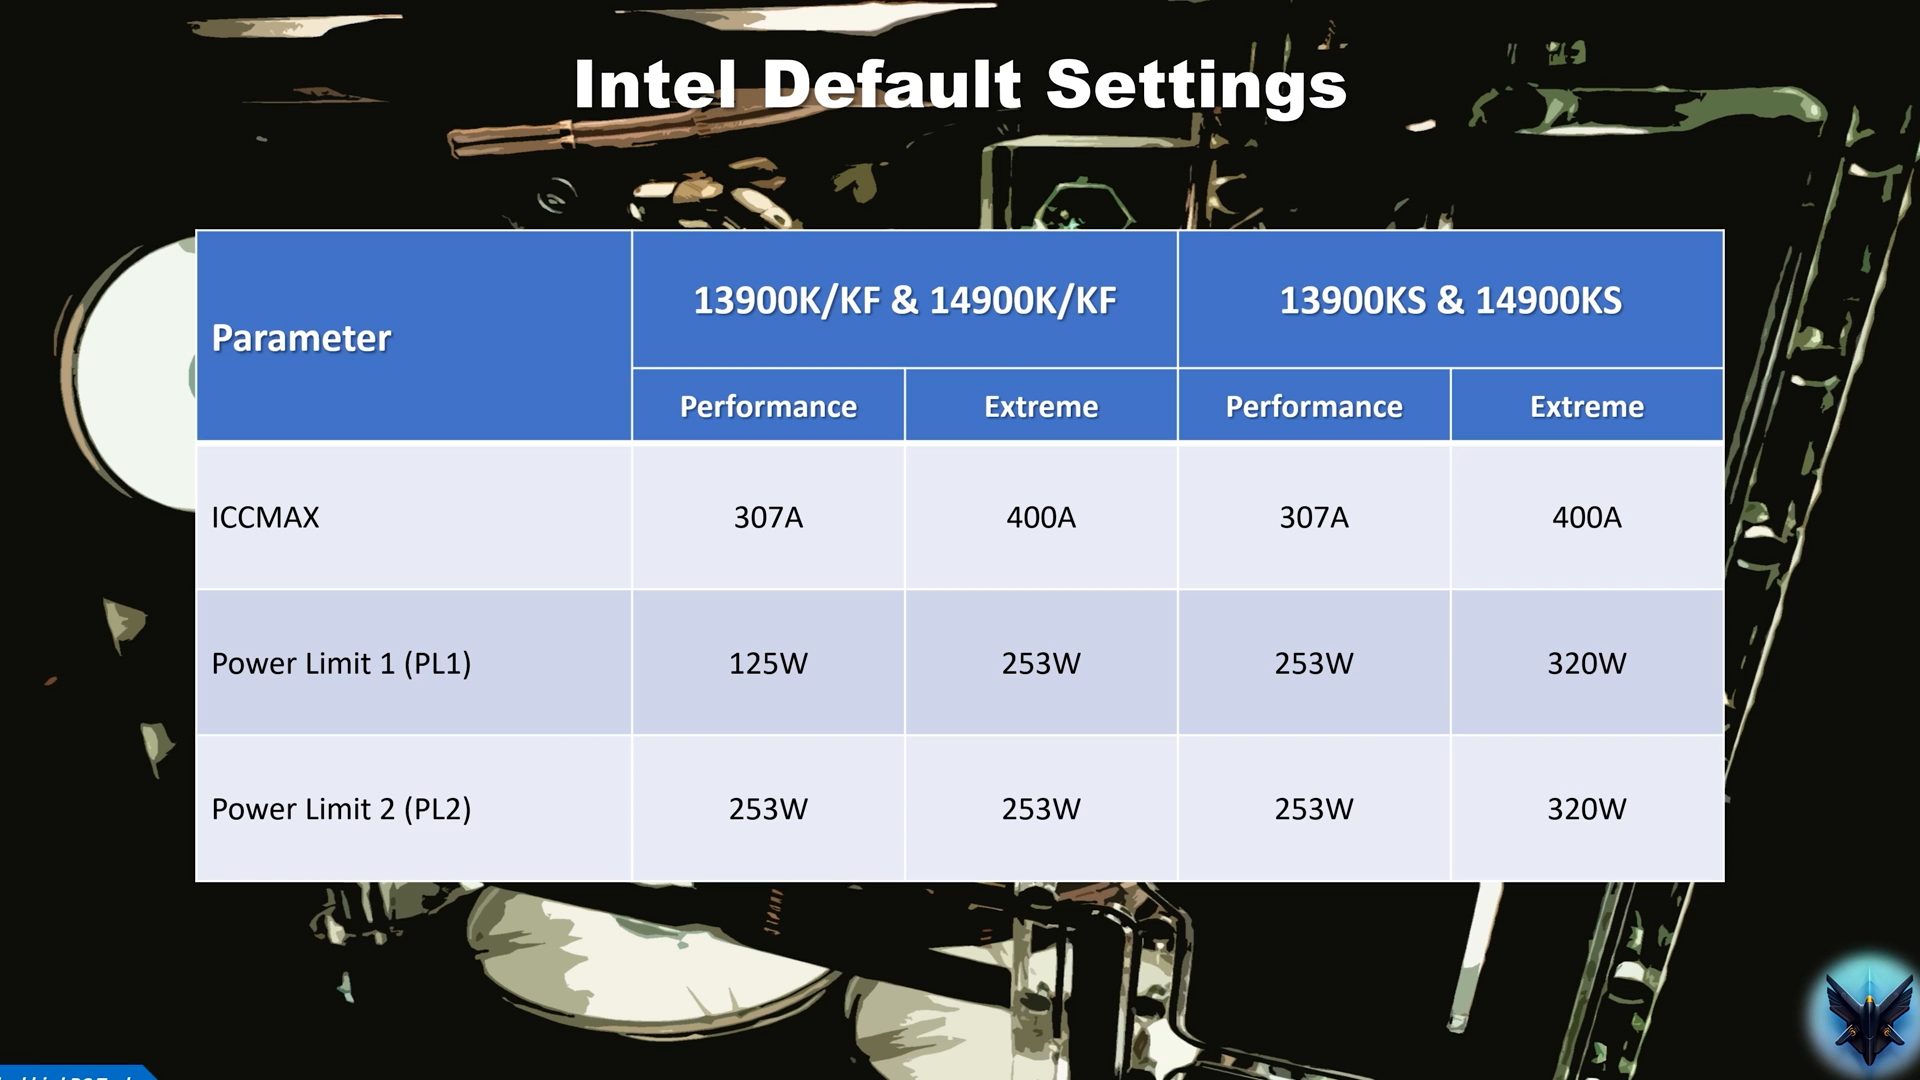 Intel Default Settings
Parameter
13900K/KF & 14900K/KF
13900KS & 14900KS
Performance
Extreme
Performance
Extreme
ICCMAX
307A
400A
307A
400A
Power Limit 1 (PL1)
125W
253W
253W
320W
Power Limit 2 (PL2)
253W
253W
253W
320W